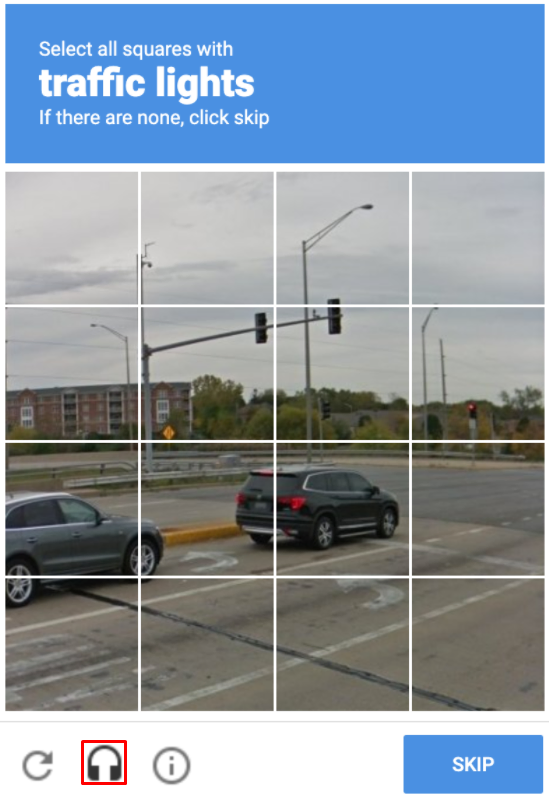 Select all squares with
traffic lights
If there are none, click skip
SKIP